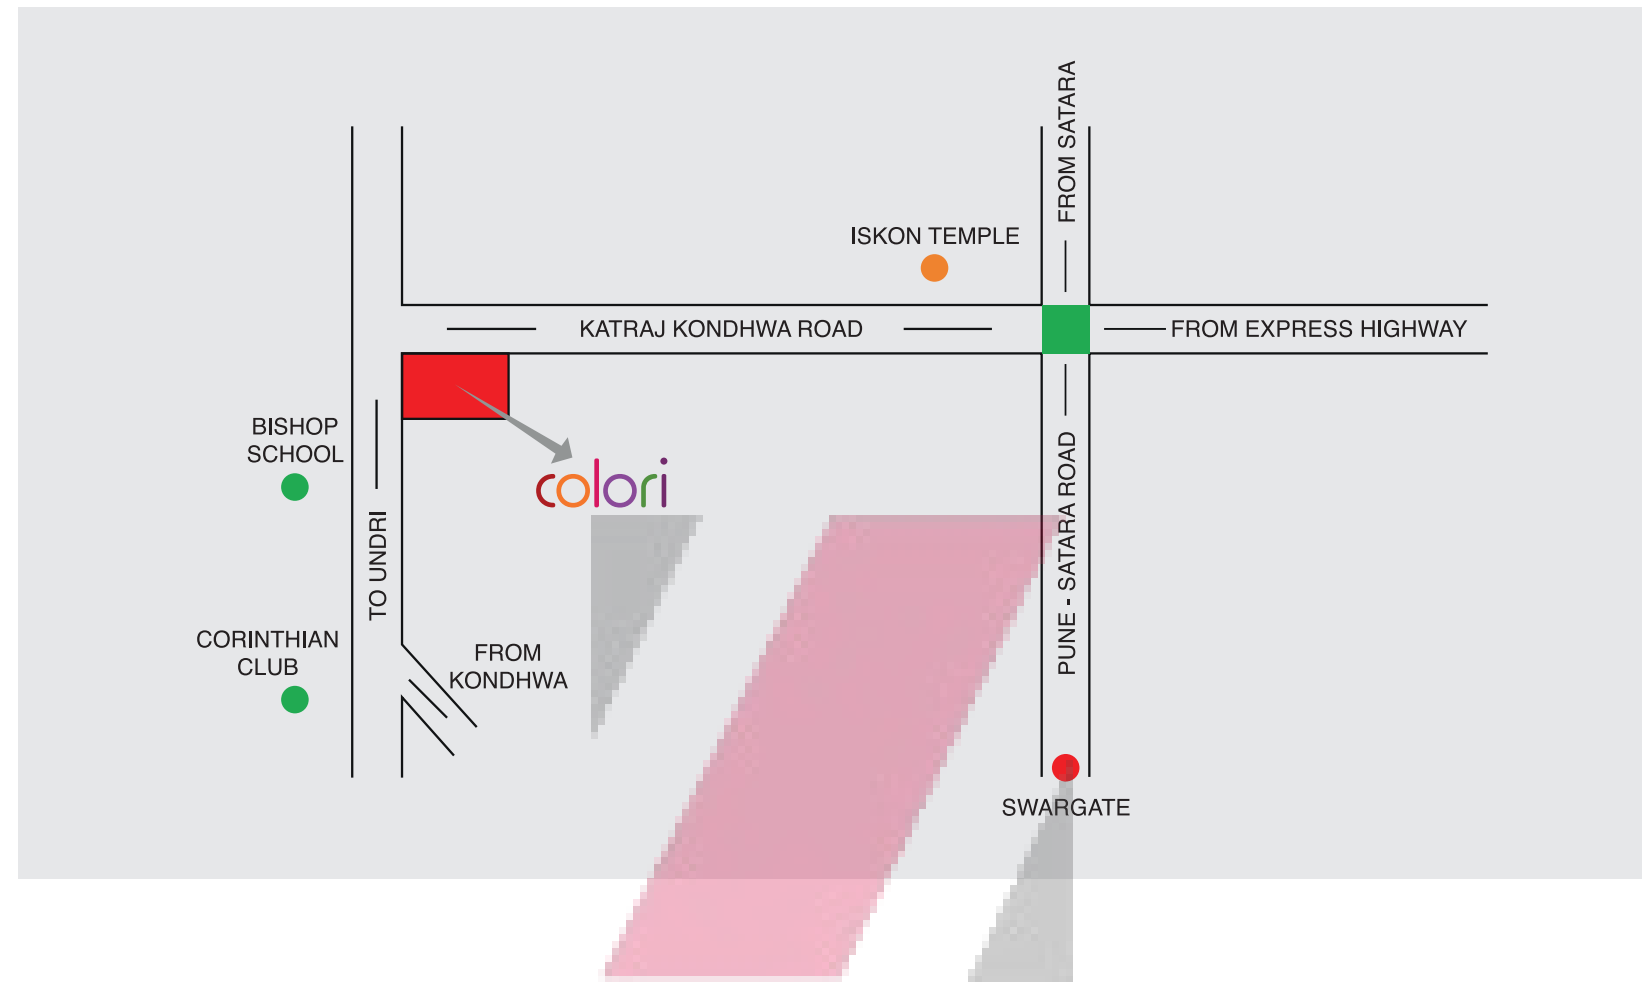 FROM SATARA
ISKON TEMPLE
KATRAJ KONDHWA ROAD
FROM EXPRESS HIGHWAY
BISHOP
SCHOOL
colori
TO UNDRI
PUNE - SATARA ROAD
CORINTHIAN
CLUB
FROM
KONDHWA
SWARGATE